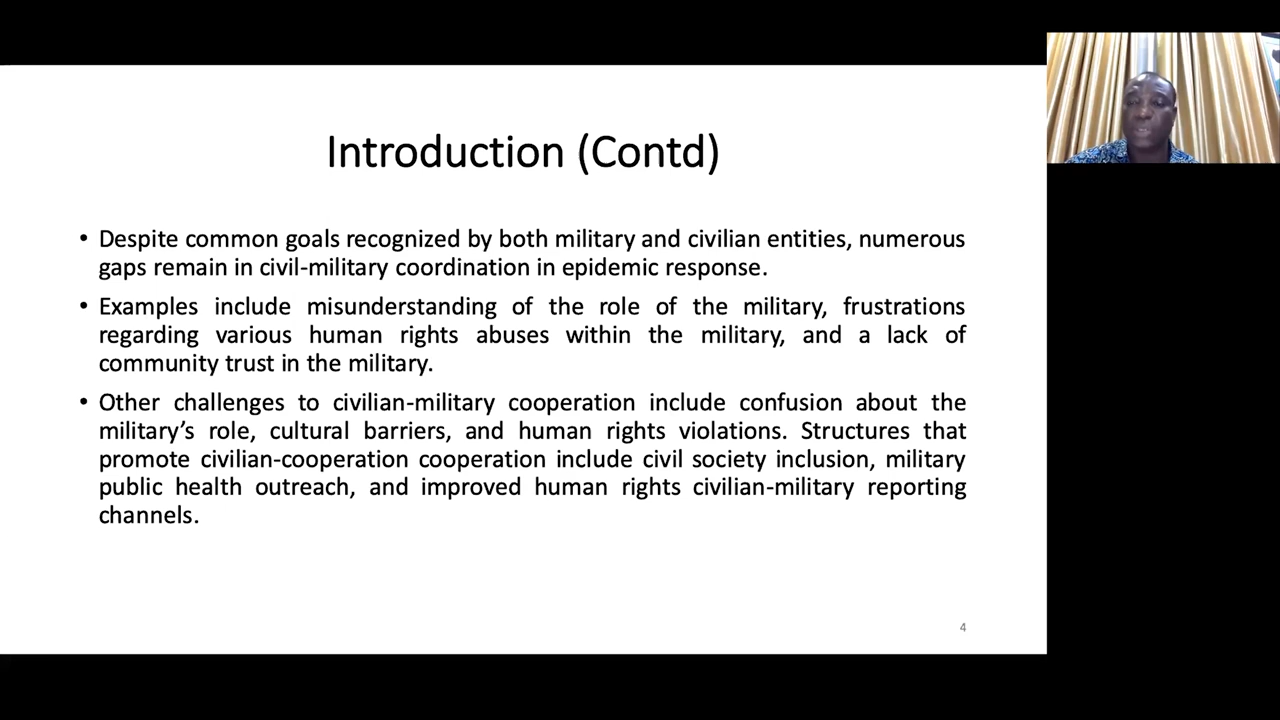 Introduction (Contd)
• Despite common goals recognized by both military and civilian entities, numerous
gaps remain in civil-military coordination in epidemic response.
• Examples include misunderstanding of the role of the military, frustrations
regarding various human rights abuses within the military, and a lack of
community trust in the military.
• Other challenges to civilian-military cooperation include confusion about the
military’s role, cultural barriers, and human rights violations. Structures that
promote civilian-cooperation cooperation include civil society inclusion, military
public health outreach, and improved human rights civilian-military reporting
channels.
4